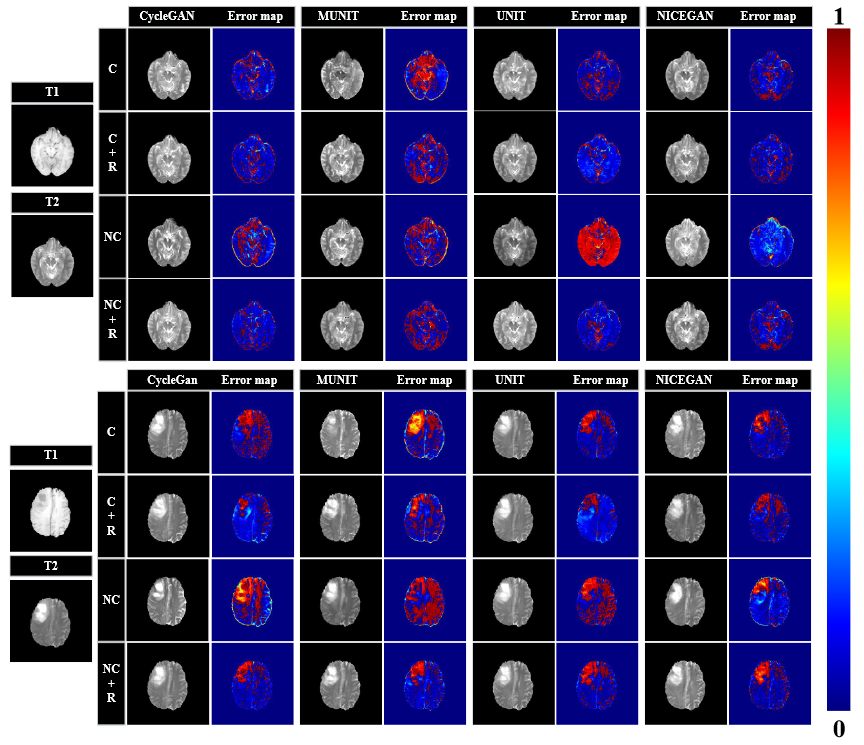 CycleGAN Error map MUNIT Error map UNIT Error map NICEGAN Error map
1
C
T1
C
+
R
T2
NC
NC
+
R
CycleGan Error map MUNIT Error map UNIT Error map NICEGAN Error map
C
T1
C
+
R
T2
NC
NC
+
R
0